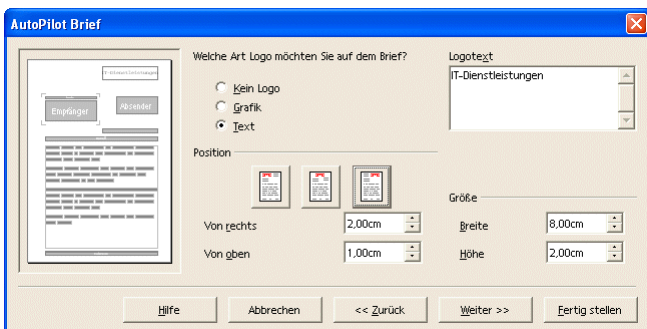 AutoPilot Brief
Welche Art Logo möchten Sie auf dem Brief?
Kein Logo
Grafik
Text
Logotext
IT-Dienstleistungen
IT-Dienstleistungen
Empfänger
Absender
Position
Von rechts 2,00cm
Von oben 1,00cm
Größe
Breite 8,00cm
Höhe 2,00cm
Hilfe Abbrechen << Zurück Weiter >> Fertig stellen